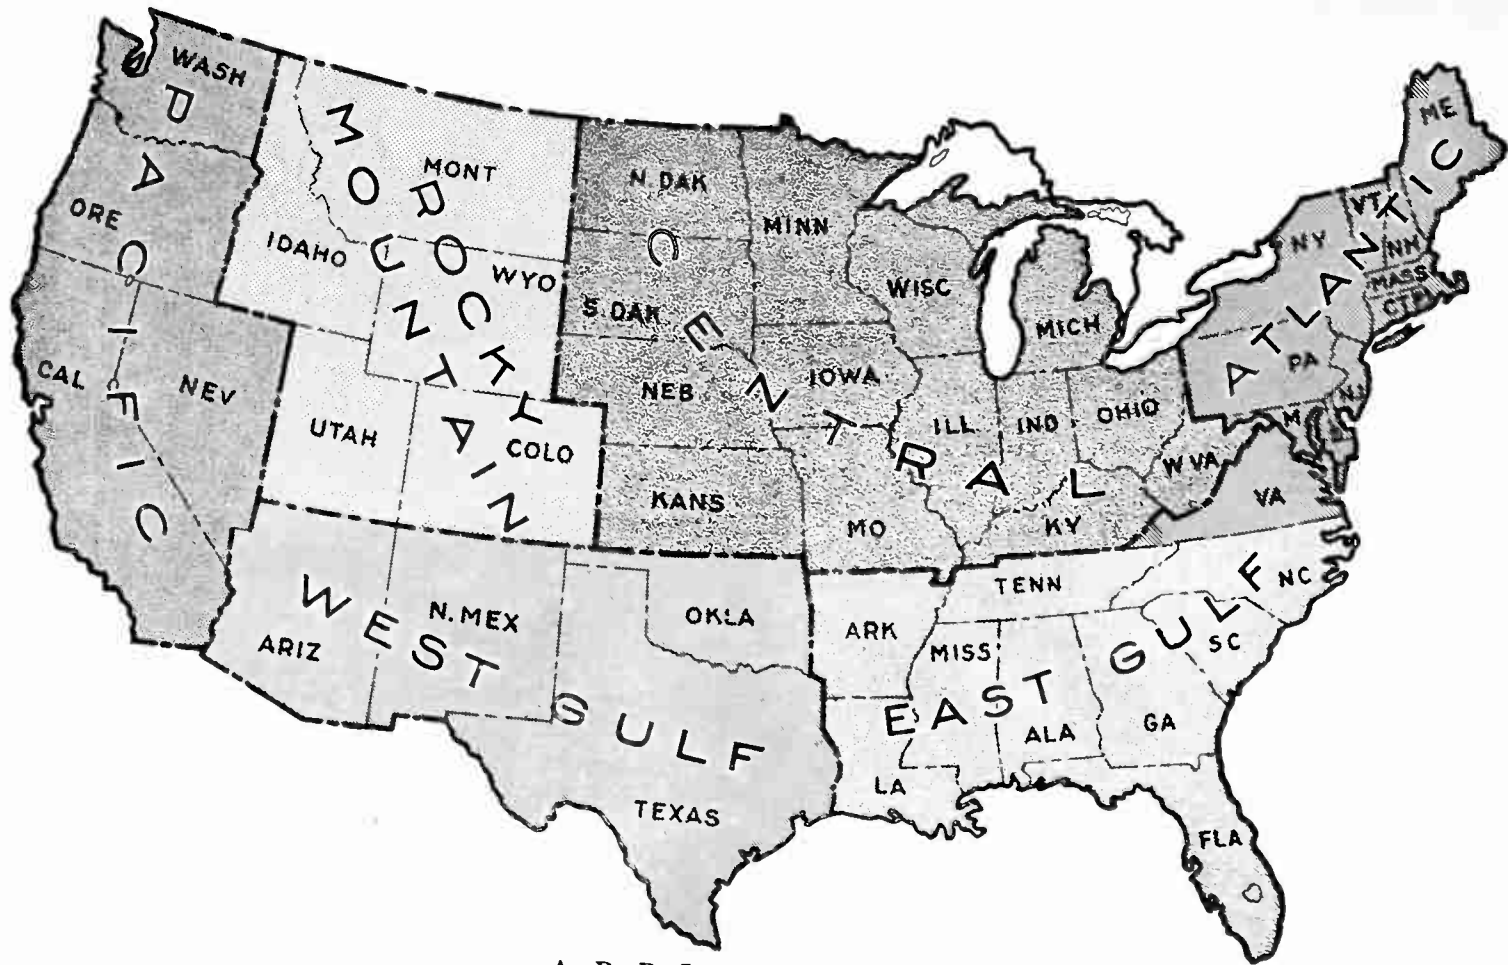 WASH
PACIFIC
ORE
CAL
NEV
ROCKY
MOUNTAIN
MONT
IDAHO
WYO
UTAH
COLO
CENTRAL
N. DAK
S. DAK
NEB
KANS
MINN
IOWA
MO
WISC
ILL
MICH
IND
OHIO
KY
W VA
ATLANTIC
ME
VT
NH
MASS
NY
PA
VA
WEST GULF
ARIZ
N. MEX
OKLA
TEXAS
EAST GULF
ARK
TENN
NC
SC
MISS
ALA
GA
LA
FLA